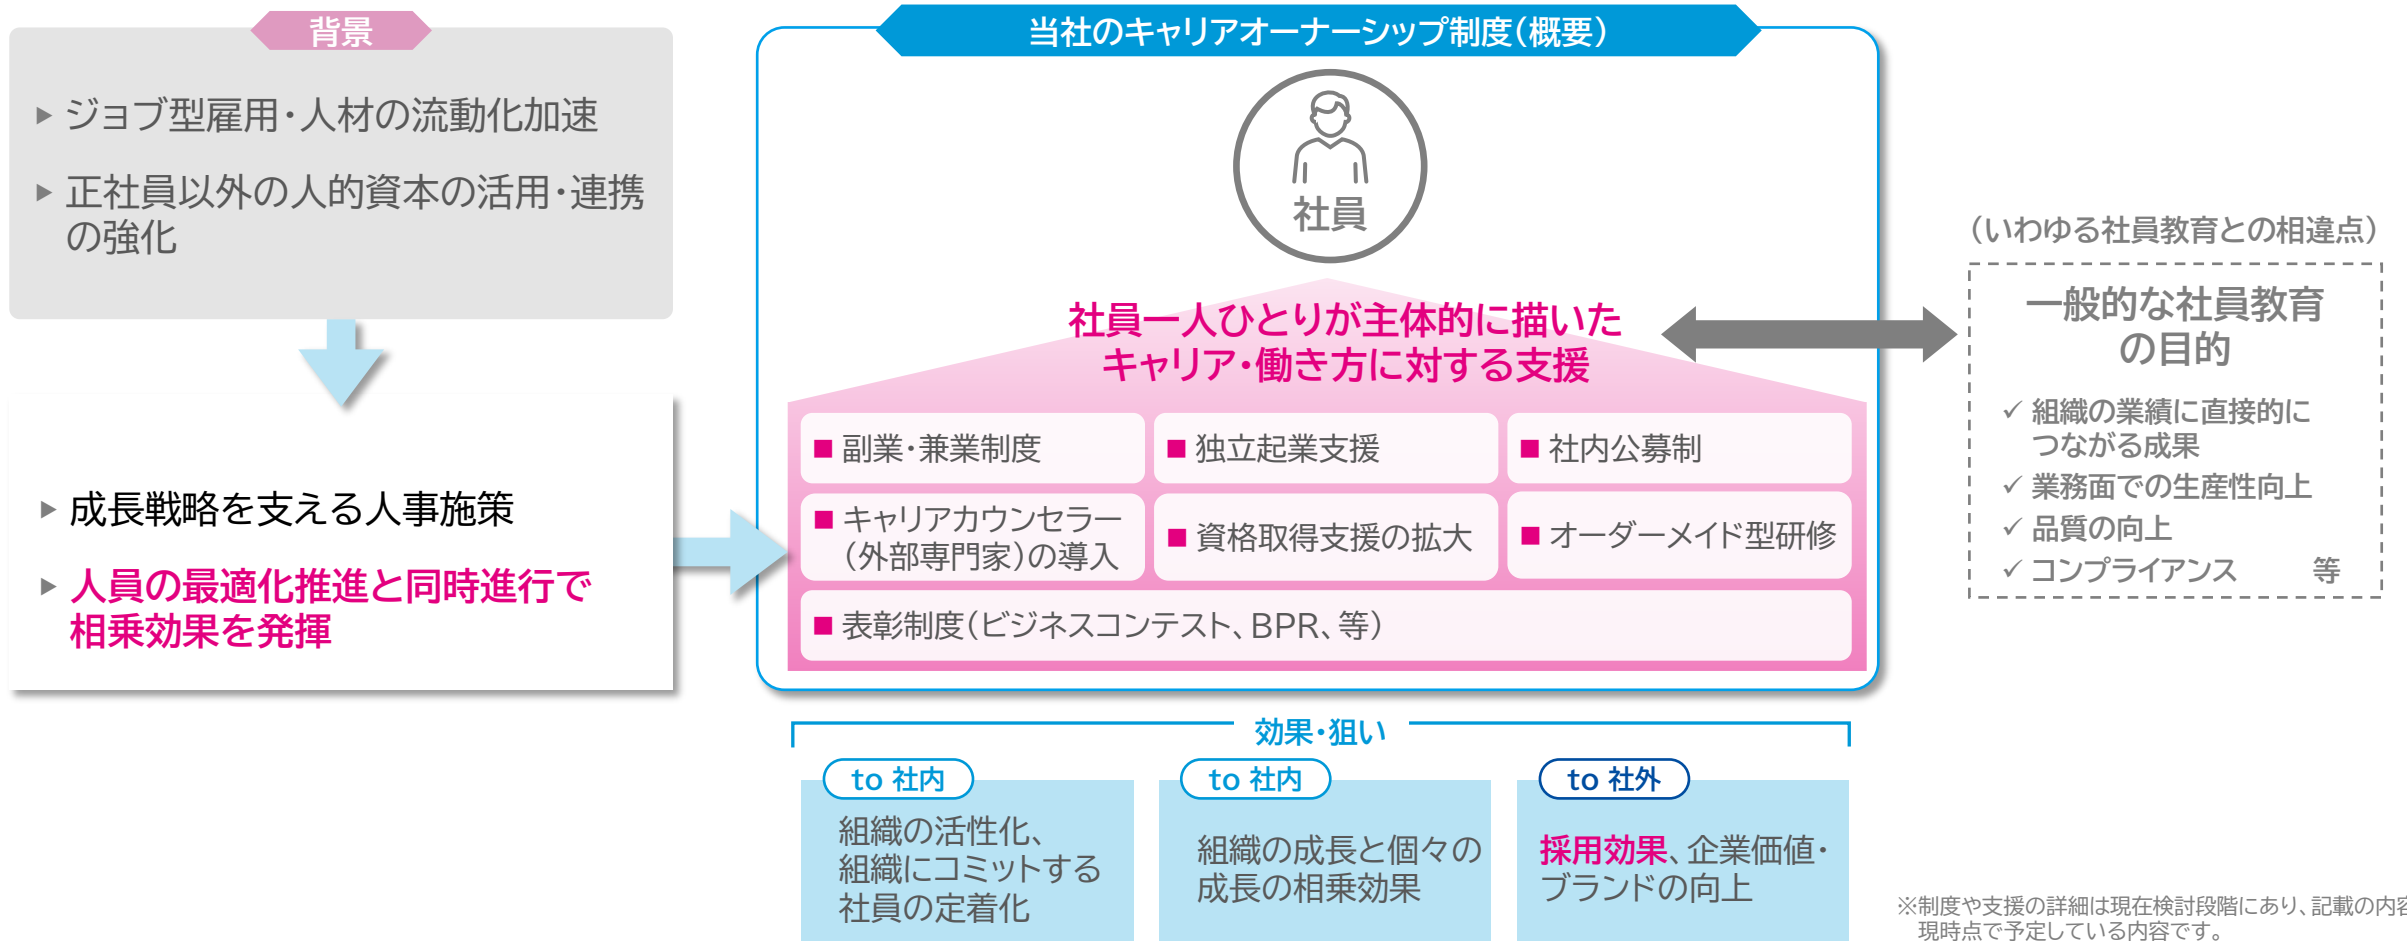 背景
▶ ジョブ型雇用・人材の流動化加速
▶ 正社員以外の人的資本の活用・連携
の強化
▶ 成長戦略を支える人事施策
▶ 人員の最適化推進と同時進行で
相乗効果を発揮
当社のキャリアオーナーシップ制度（概要）
社員
社員一人ひとりが主体的に描いた
キャリア・働き方に対する支援
■ 副業・兼業制度
■ 独立起業支援
■ 社内公募制
■ キャリアカウンセラー
（外部専門家）の導入
■ 資格取得支援の拡大
■ オーダーメイド型研修
■ 表彰制度（ビジネスコンテスト、BPR、等）
（いわゆる社員教育との相違点）
一般的な社員教育
の目的
✓ 組織の業績に直接的に
つながる成果
✓ 業務面での生産性向上
✓ 品質の向上
✓ コンプライアンス 等
効果・狙い
to 社内
組織の活性化、
組織にコミットする
社員の定着化
to 社内
組織の成長と個々の
成長の相乗効果
to 社外
採用効果、企業価値・
ブランドの向上
※制度や支援の詳細は現在検討段階にあり、記載の内容
現時点で予定している内容です。